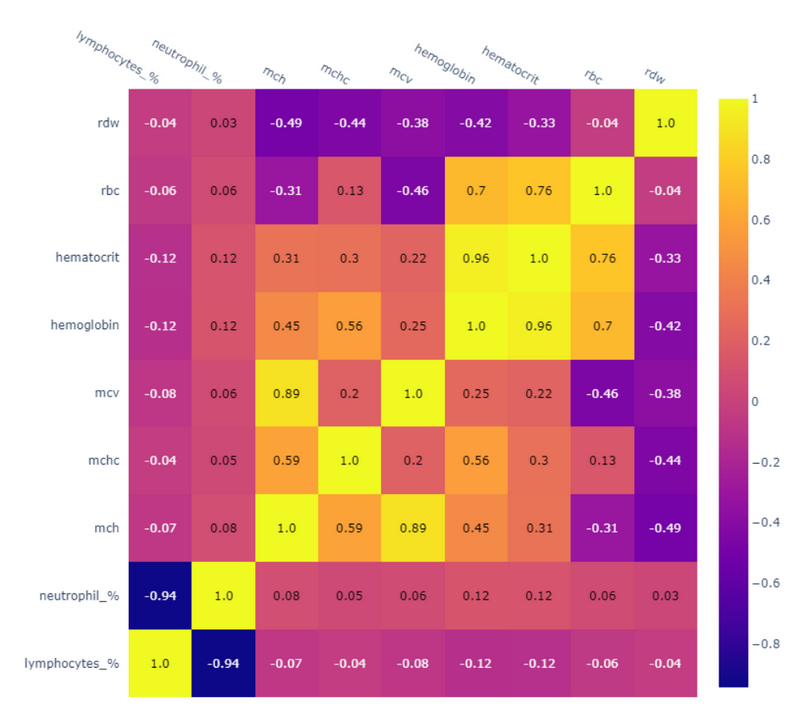 lymphocytes_% neutrophil_% mch mchc mcv hemoglobin hematocrit rbc rdw
rdw -0.04 0.03 -0.49 -0.44 -0.38 -0.42 -0.33 -0.04 1.0
rbc -0.06 0.06 -0.31 0.13 -0.46 0.7 0.76 1.0 -0.04
hematocrit -0.12 0.12 0.31 0.3 0.22 0.96 1.0 0.76 -0.33
hemoglobin -0.12 0.12 0.45 0.56 0.25 1.0 0.96 0.7 -0.42
mcv -0.08 0.06 0.89 0.2 1.0 0.25 0.22 -0.46 -0.38
mchc -0.04 0.05 0.59 1.0 0.2 0.56 0.3 0.13 -0.44
mch -0.07 0.08 1.0 0.59 0.89 0.45 0.31 -0.31 -0.49
neutrophil_% -0.94 1.0 0.08 0.05 0.06 0.12 0.12 0.06 0.03
lymphocytes_% 1.0 -0.94 -0.07 -0.04 -0.08 -0.12 -0.12 -0.06 -0.04
1
0.8
0.6
0.4
0.2
0
−0.2
−0.4
−0.6
−0.8